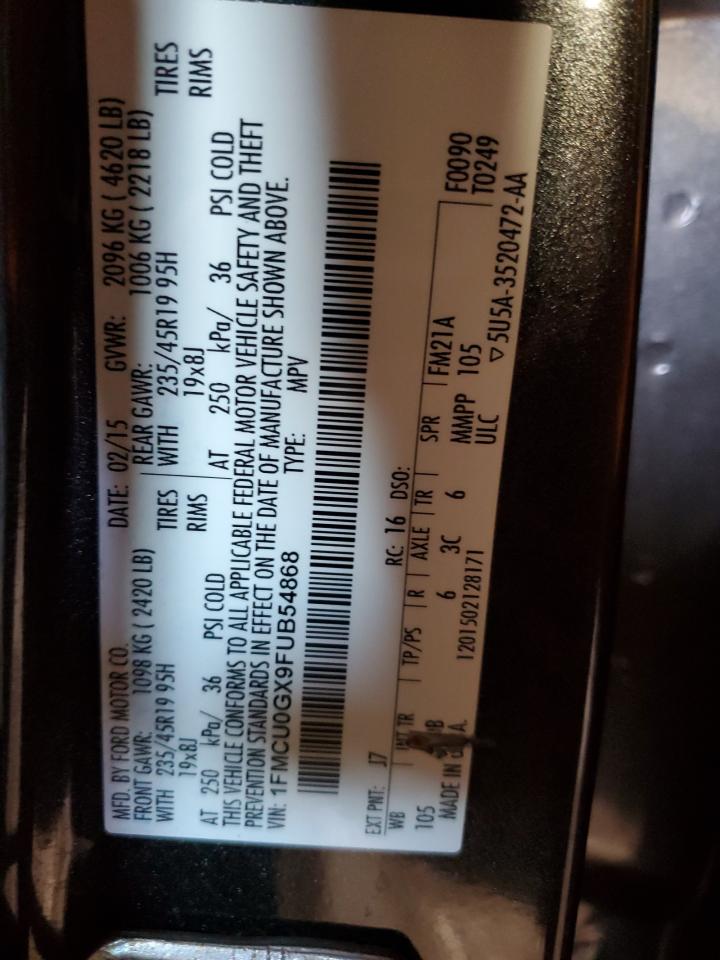 MFD. BY FORD MOTOR CO. DATE: 02/15 GVWR: 2096 KG ( 4620 LB)
FRONT GAWR: 1098 KG ( 2420 LB) REAR GAWR: 1006 KG ( 2218 LB)
WITH 235/45R19 95H TIRES WITH 235/45R19 95H TIRES
19x8J RIMS 19x8J RIMS
AT 250 kPa/ 36 PSI COLD AT 250 kPa/ 36 PSI COLD
THIS VEHICLE CONFORMS TO ALL APPLICABLE FEDERAL MOTOR VEHICLE SAFETY AND THEFT
PREVENTION STANDARDS IN EFFECT ON THE DATE OF MANUFACTURE SHOWN ABOVE.
VIN: 1FMCU0GX9FUB54868 TYPE: MPV
EXT PNT: J7 RC: 16 DSO:
WB INT TR TP/PS R AXLE TR SPR FM21A F0090
105 B 6 3C 6 MMPP 105 T0249
MADE IN U.S.A. 1201502128171 ULC ▽ 5U5A-3520472-AA